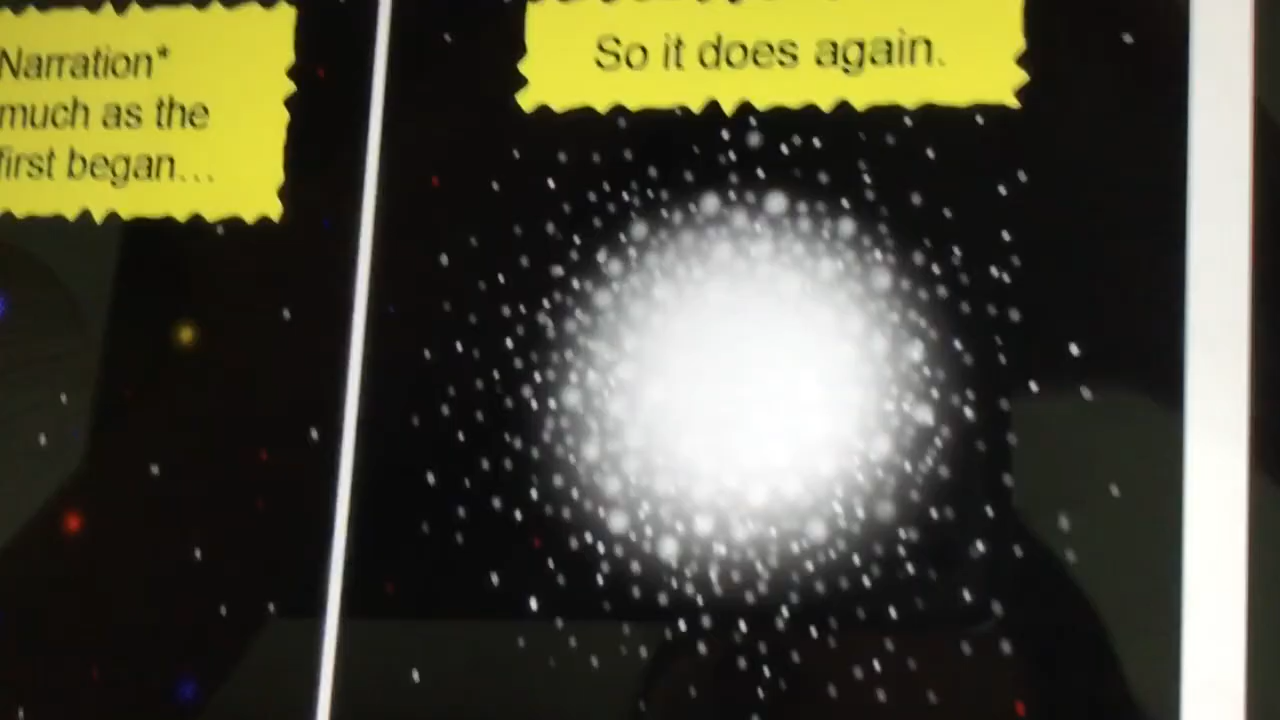 Narration*
much as the
first began…
So it does again.